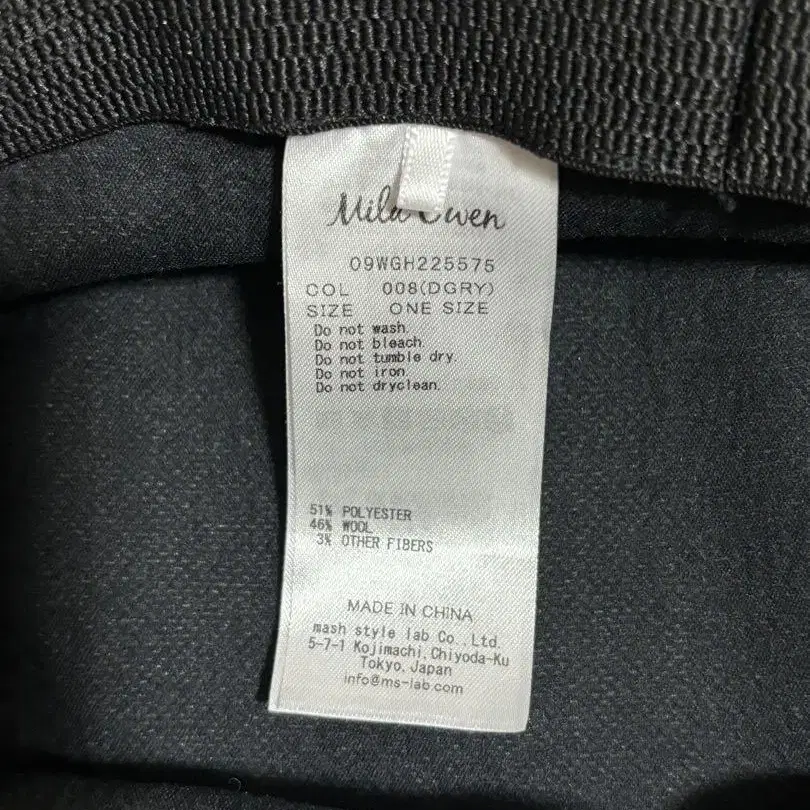 Mila Owen
09WGH225575
COL 008(DGRY)
SIZE ONE SIZE
Do not wash.
Do not bleach.
Do not tumble dry.
Do not iron.
Do not dryclean.
51% POLYESTER
46% WOOL
3% OTHER FIBERS
MADE IN CHINA
mash style lab Co.,Ltd.
5-7-1 Kojimachi,Chiyoda-Ku
Tokyo,Japan
info@ms-lab.com